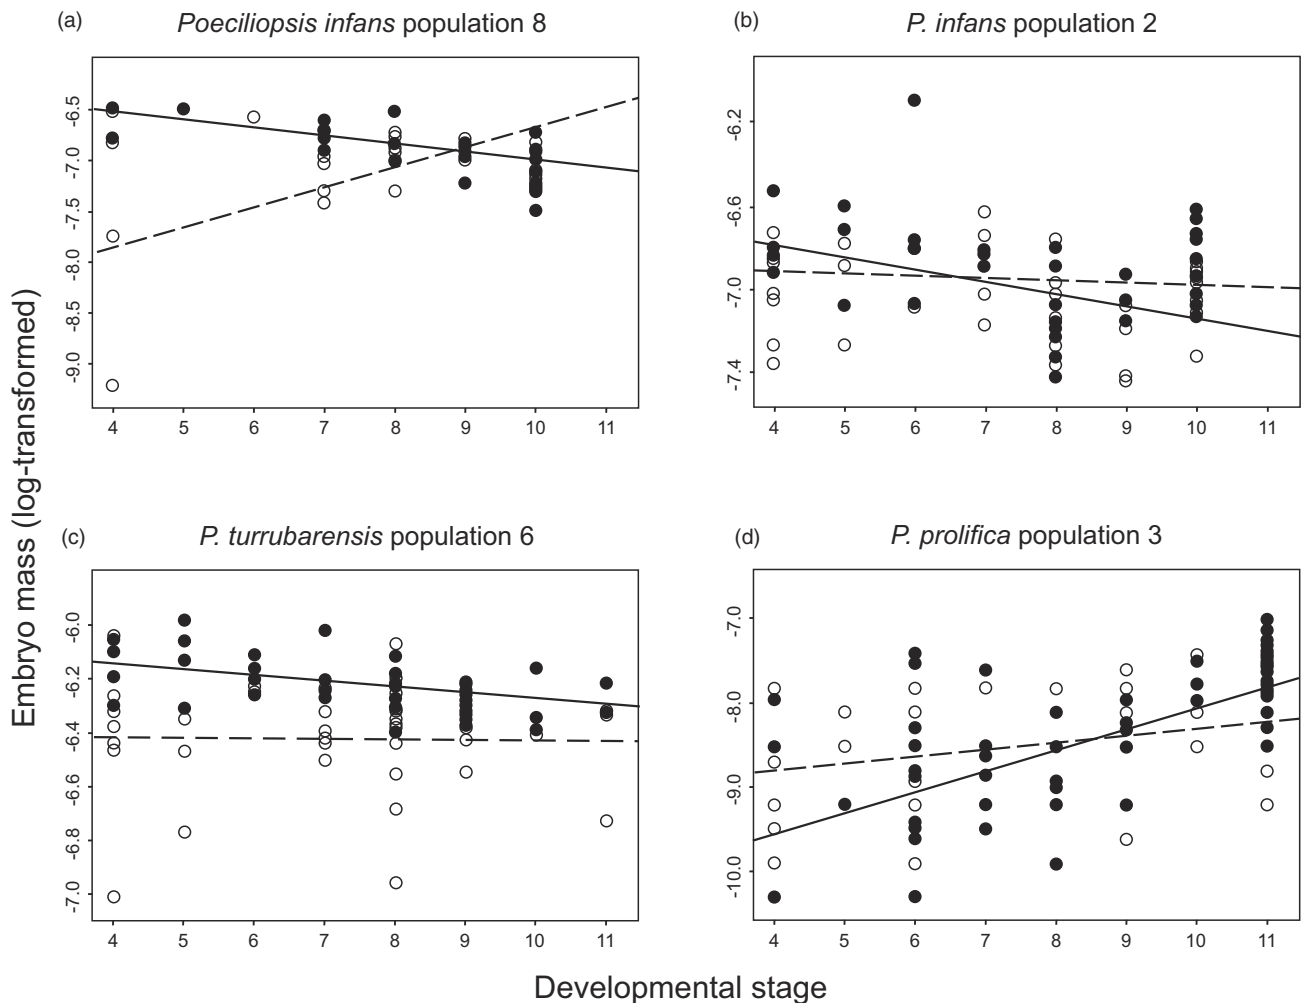 (a) Poeciliopsis infans population 8
(b) P. infans population 2
-6.5
-7.0
-7.5
-8.0
-8.5
-9.0
4 5 6 7 8 9 10 11
-6.2
-6.6
-7.0
-7.4
4 5 6 7 8 9 10 11
Embryo mass (log-transformed)
(c) P. turrubarensis population 6
(d) P. prolifica population 3
-6.0
-6.2
-6.4
-6.6
-6.8
-7.0
4 5 6 7 8 9 10 11
-7.0
-8.0
-9.0
-10.0
4 5 6 7 8 9 10 11
Developmental stage